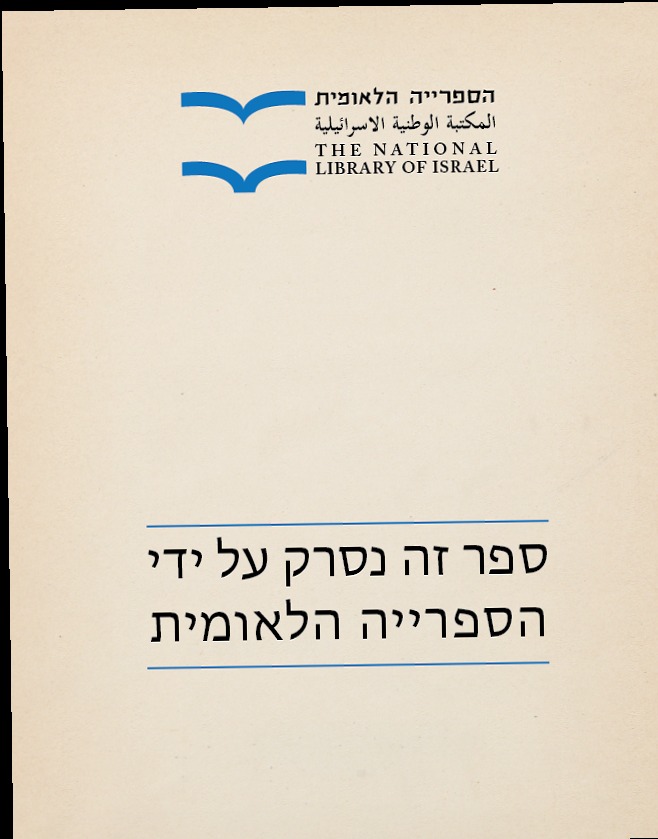 הספרייה הלאומית
المكتبة الوطنية الاسرائيلية
THE NATIONAL
LIBRARY OF ISRAEL
ספר זה נסרק על ידי
הספרייה הלאומית